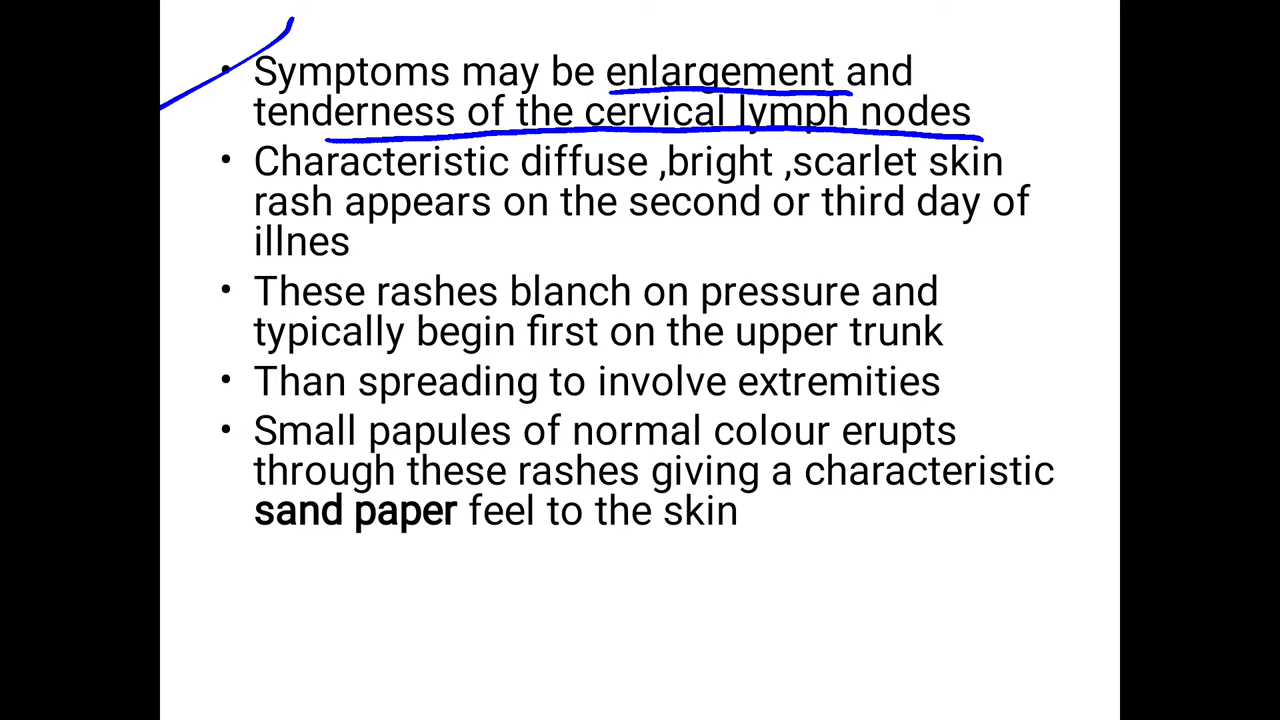 • Symptoms may be enlargement and
tenderness of the cervical lymph nodes
• Characteristic diffuse ,bright ,scarlet skin
rash appears on the second or third day of
illnes
• These rashes blanch on pressure and
typically begin first on the upper trunk
• Than spreading to involve extremities
• Small papules of normal colour erupts
through these rashes giving a characteristic
sand paper feel to the skin